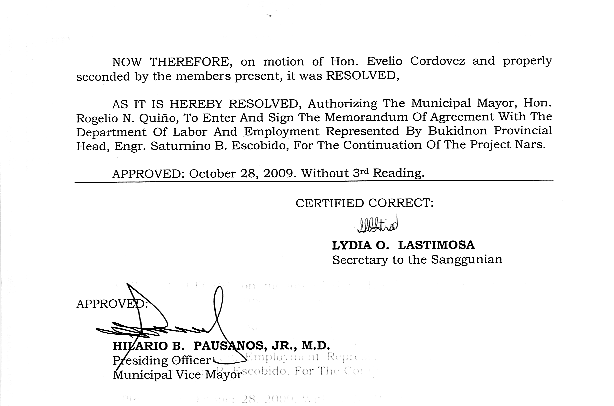 NOW THEREFORE, on motion of Hon. Evelio Cordovez and properly
seconded by the members present, it was RESOLVED,
AS IT IS HEREBY RESOLVED, Authorizing The Municipal Mayor, Hon.
Rogelio N. Quiño, To Enter And Sign The Memorandum Of Agreement With The
Department Of Labor And Employment Represented By Bukidnon Provincial
Head, Engr. Saturnino B. Escobido, For The Continuation Of The Project Nars.
APPROVED: October 28, 2009. Without 3rd Reading.
CERTIFIED CORRECT:
LYDIA O. LASTIMOSA
Secretary to the Sanggunian
APPROVED:
HILARIO B. PAUSANOS, JR., M.D.
Presiding Officer
Municipal Vice Mayor Escobido, For The